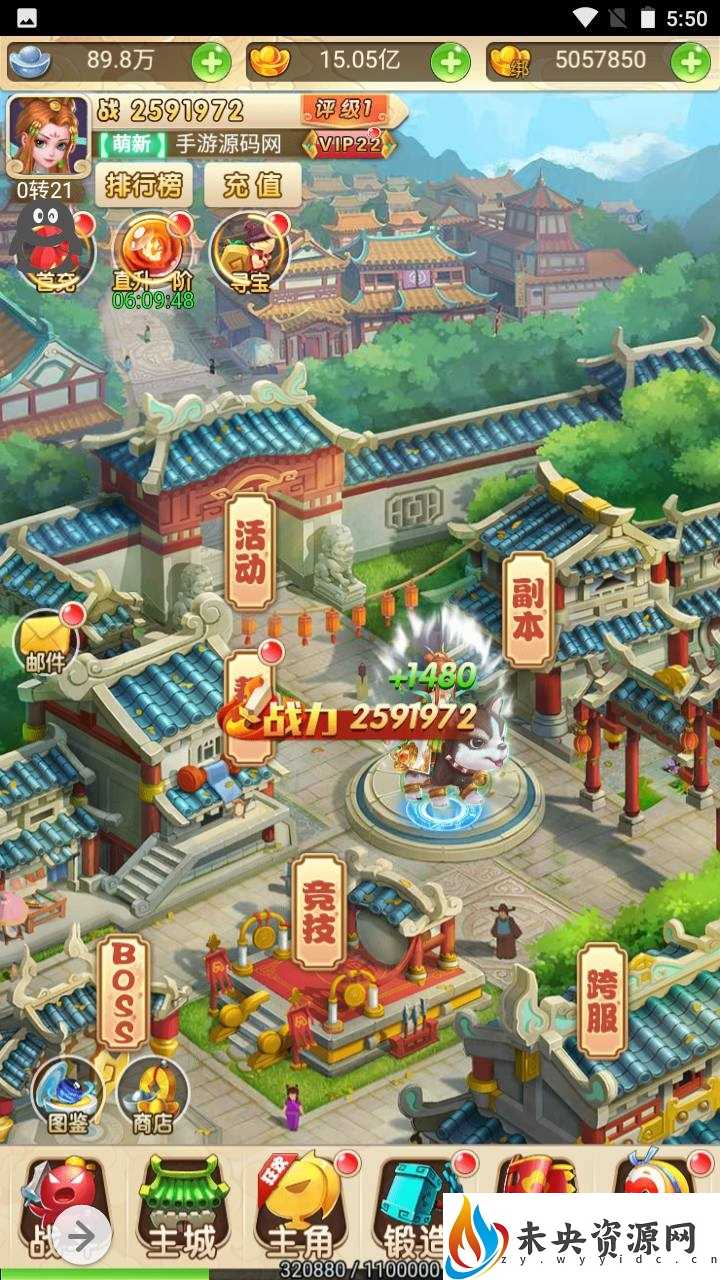 5:50
89.8万
15.05亿
绑
5057850
战 2591972
评级1
萌新
手游源码网
VIP22
0转21
排行榜
充值
首充
直升一阶
寻宝
06:09:48
活动
副本
邮件
+1480
战力 2591972
竞技
BOSS
跨服
图鉴
商店
狂欢
战
主城
主角
锻造
320880 / 1100000
未央资源网
zy.wyyidc.cn